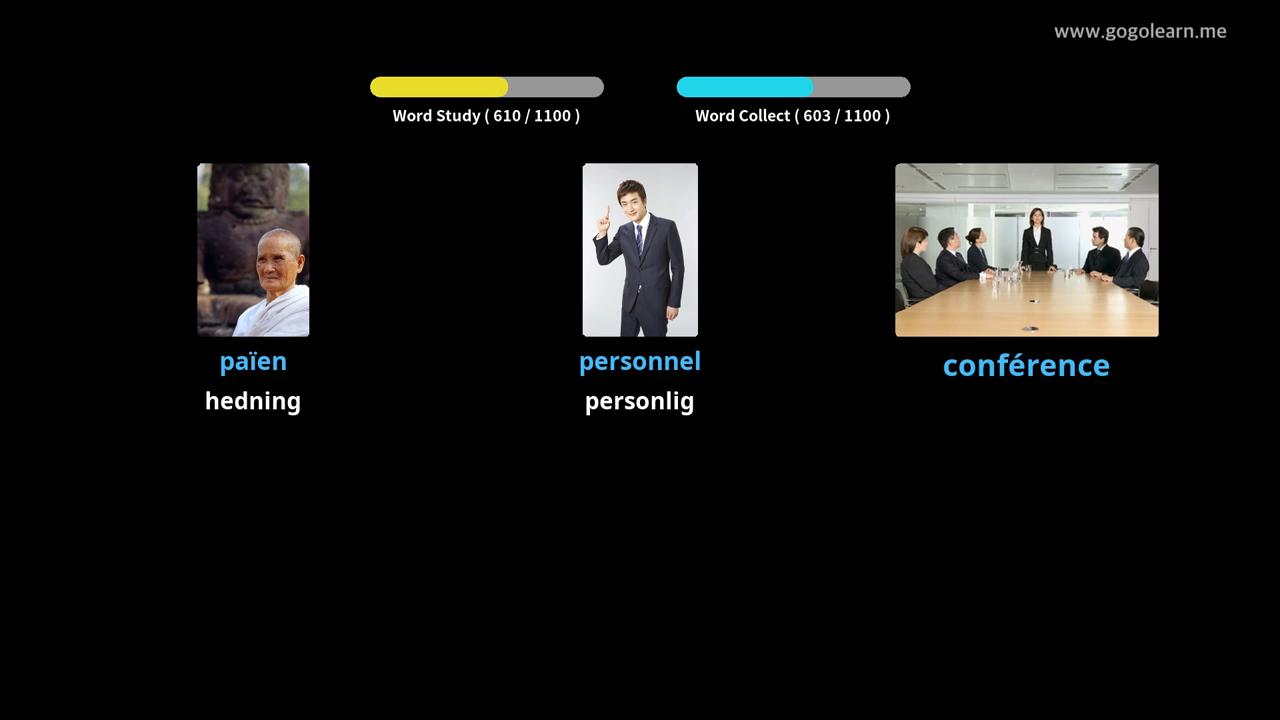 www.gogolearn.me
Word Study ( 610 / 1100 )
Word Collect ( 603 / 1100 )
païen
hedning
personnel
personlig
conférence